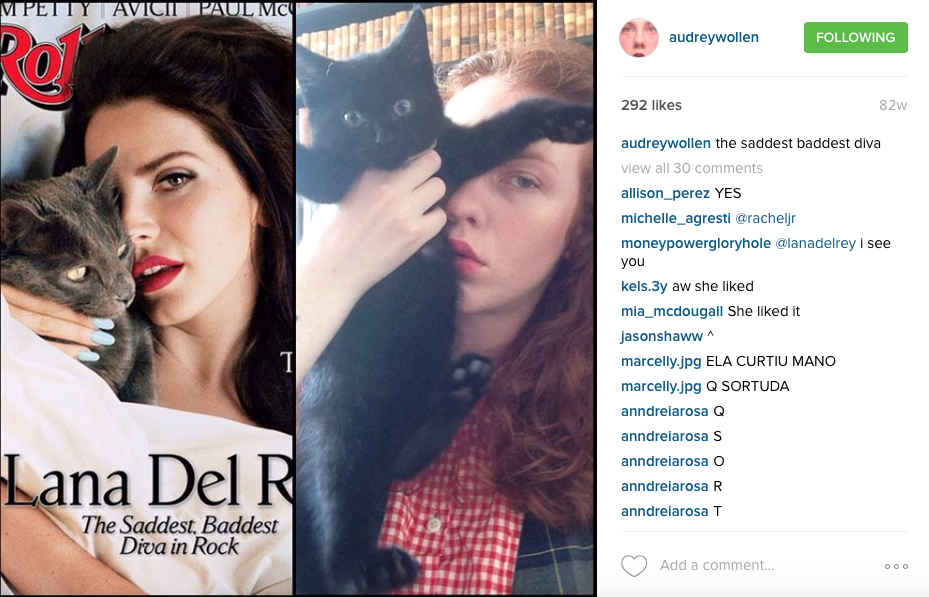 M PETTY | AVICII | PAUL McC
Rol
T
Lana Del R
The Saddest, Baddest
Diva in Rock
audreywollen
FOLLOWING
292 likes
82w
audreywollen the saddest baddest diva
view all 30 comments
allison_perez YES
michelle_agresti @racheljr
moneypowergloryhole @lanadelrey i see
you
kels.3y aw she liked
mia_mcdougall She liked it
jasonshaww ^
marcelly.jpg ELA CURTIU MANO
marcelly.jpg Q SORTUDA
anndreiarosa Q
anndreiarosa S
anndreiarosa O
anndreiarosa R
anndreiarosa T
Add a comment...